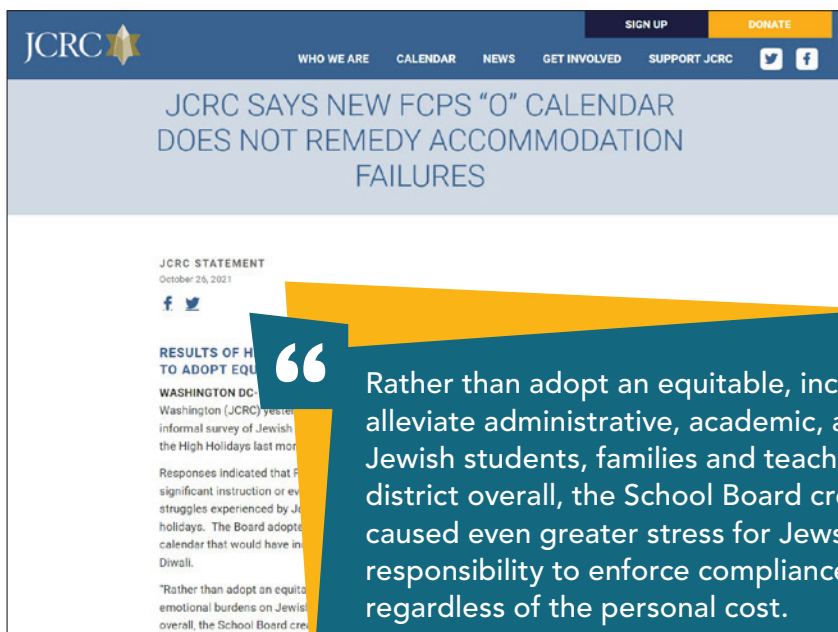 SIGN UP DONATE
JCRC
WHO WE ARE CALENDAR NEWS GET INVOLVED SUPPORT JCRC
JCRC SAYS NEW FCPS “O” CALENDAR
DOES NOT REMEDY ACCOMMODATION
FAILURES
JCRC STATEMENT
October 26, 2021
RESULTS OF H
TO ADOPT EQU
WASHINGTON DC-
Washington (JCRC) yester
informal survey of Jewish
the High Holidays last mon
Responses indicated that F
significant instruction or ev
struggles experienced by Je
holidays. The Board adopte
calendar that would have in
Diwali.
"Rather than adopt an equita
emotional burdens on Jewis
overall, the School Board cre
“
Rather than adopt an equitable, inc
alleviate administrative, academic, a
Jewish students, families and teach
district overall, the School Board cre
caused even greater stress for Jews
responsibility to enforce compliance
regardless of the personal cost.